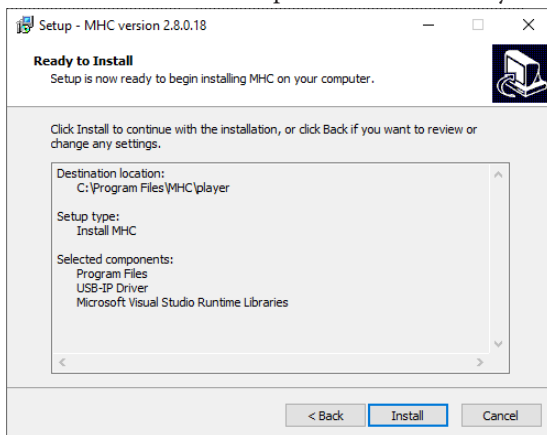 Setup - MHC version 2.8.0.18
Ready to Install
Setup is now ready to begin installing MHC on your computer.
Click Install to continue with the installation, or click Back if you want to review or
change any settings.
Destination location:
C:\Program Files\MHC\player
Setup type:
Install MHC
Selected components:
Program Files
USB-IP Driver
Microsoft Visual Studio Runtime Libraries
< Back Install Cancel